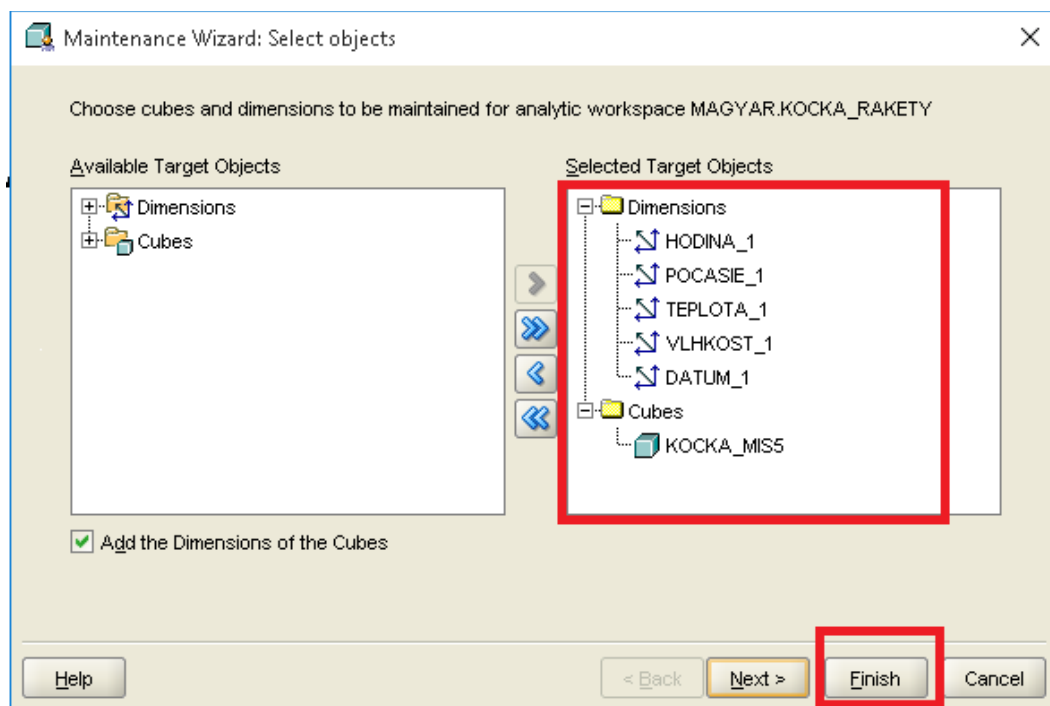 Maintenance Wizard: Select objects
Choose cubes and dimensions to be maintained for analytic workspace MAGYAR.KOCKA_RAKETY
Available Target Objects
Dimensions
Cubes
Selected Target Objects
Dimensions
HODINA_1
POCASIE_1
TEPLOTA_1
VLHKOST_1
DATUM_1
Cubes
KOCKA_MIS5
Add the Dimensions of the Cubes
Help
< Back
Next >
Finish
Cancel